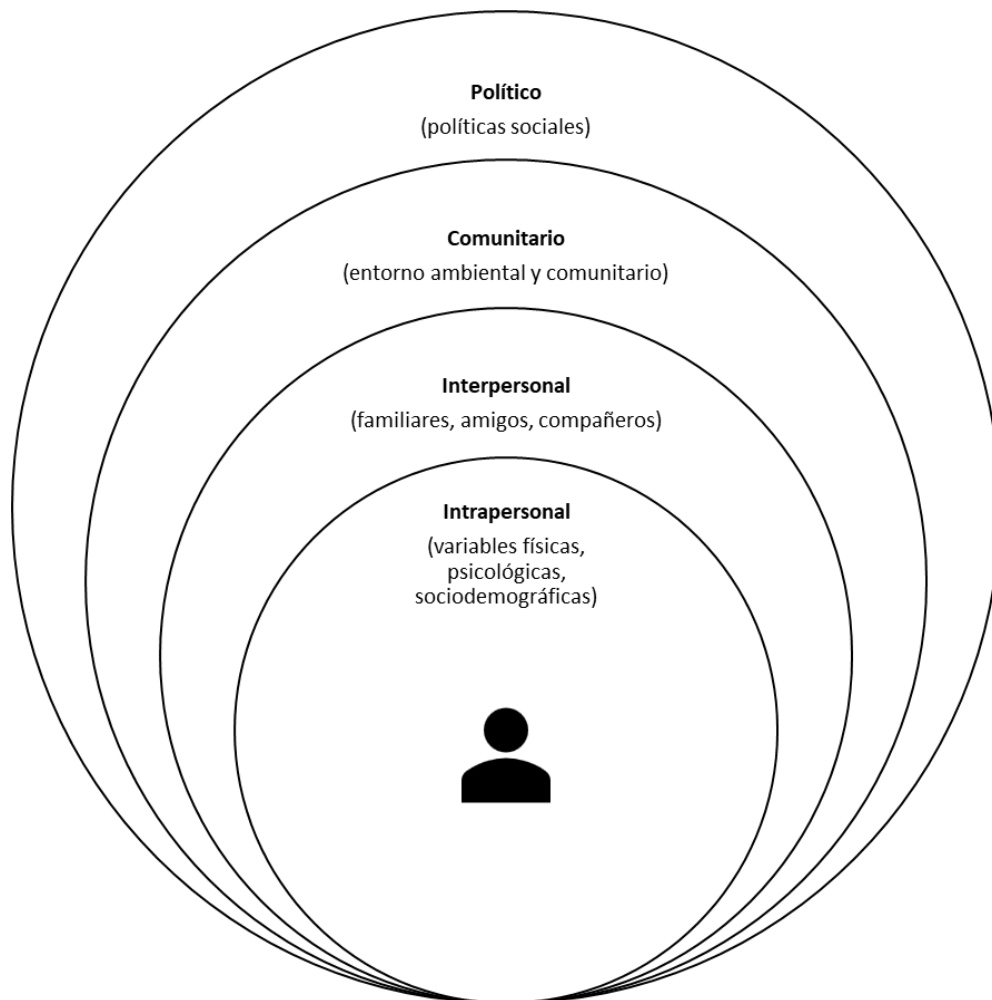 Político
(políticas sociales)
Comunitario
(entorno ambiental y comunitario)
Interpersonal
(familiares, amigos, compañeros)
Intrapersonal
(variables físicas,
psicológicas,
sociodemográficas)